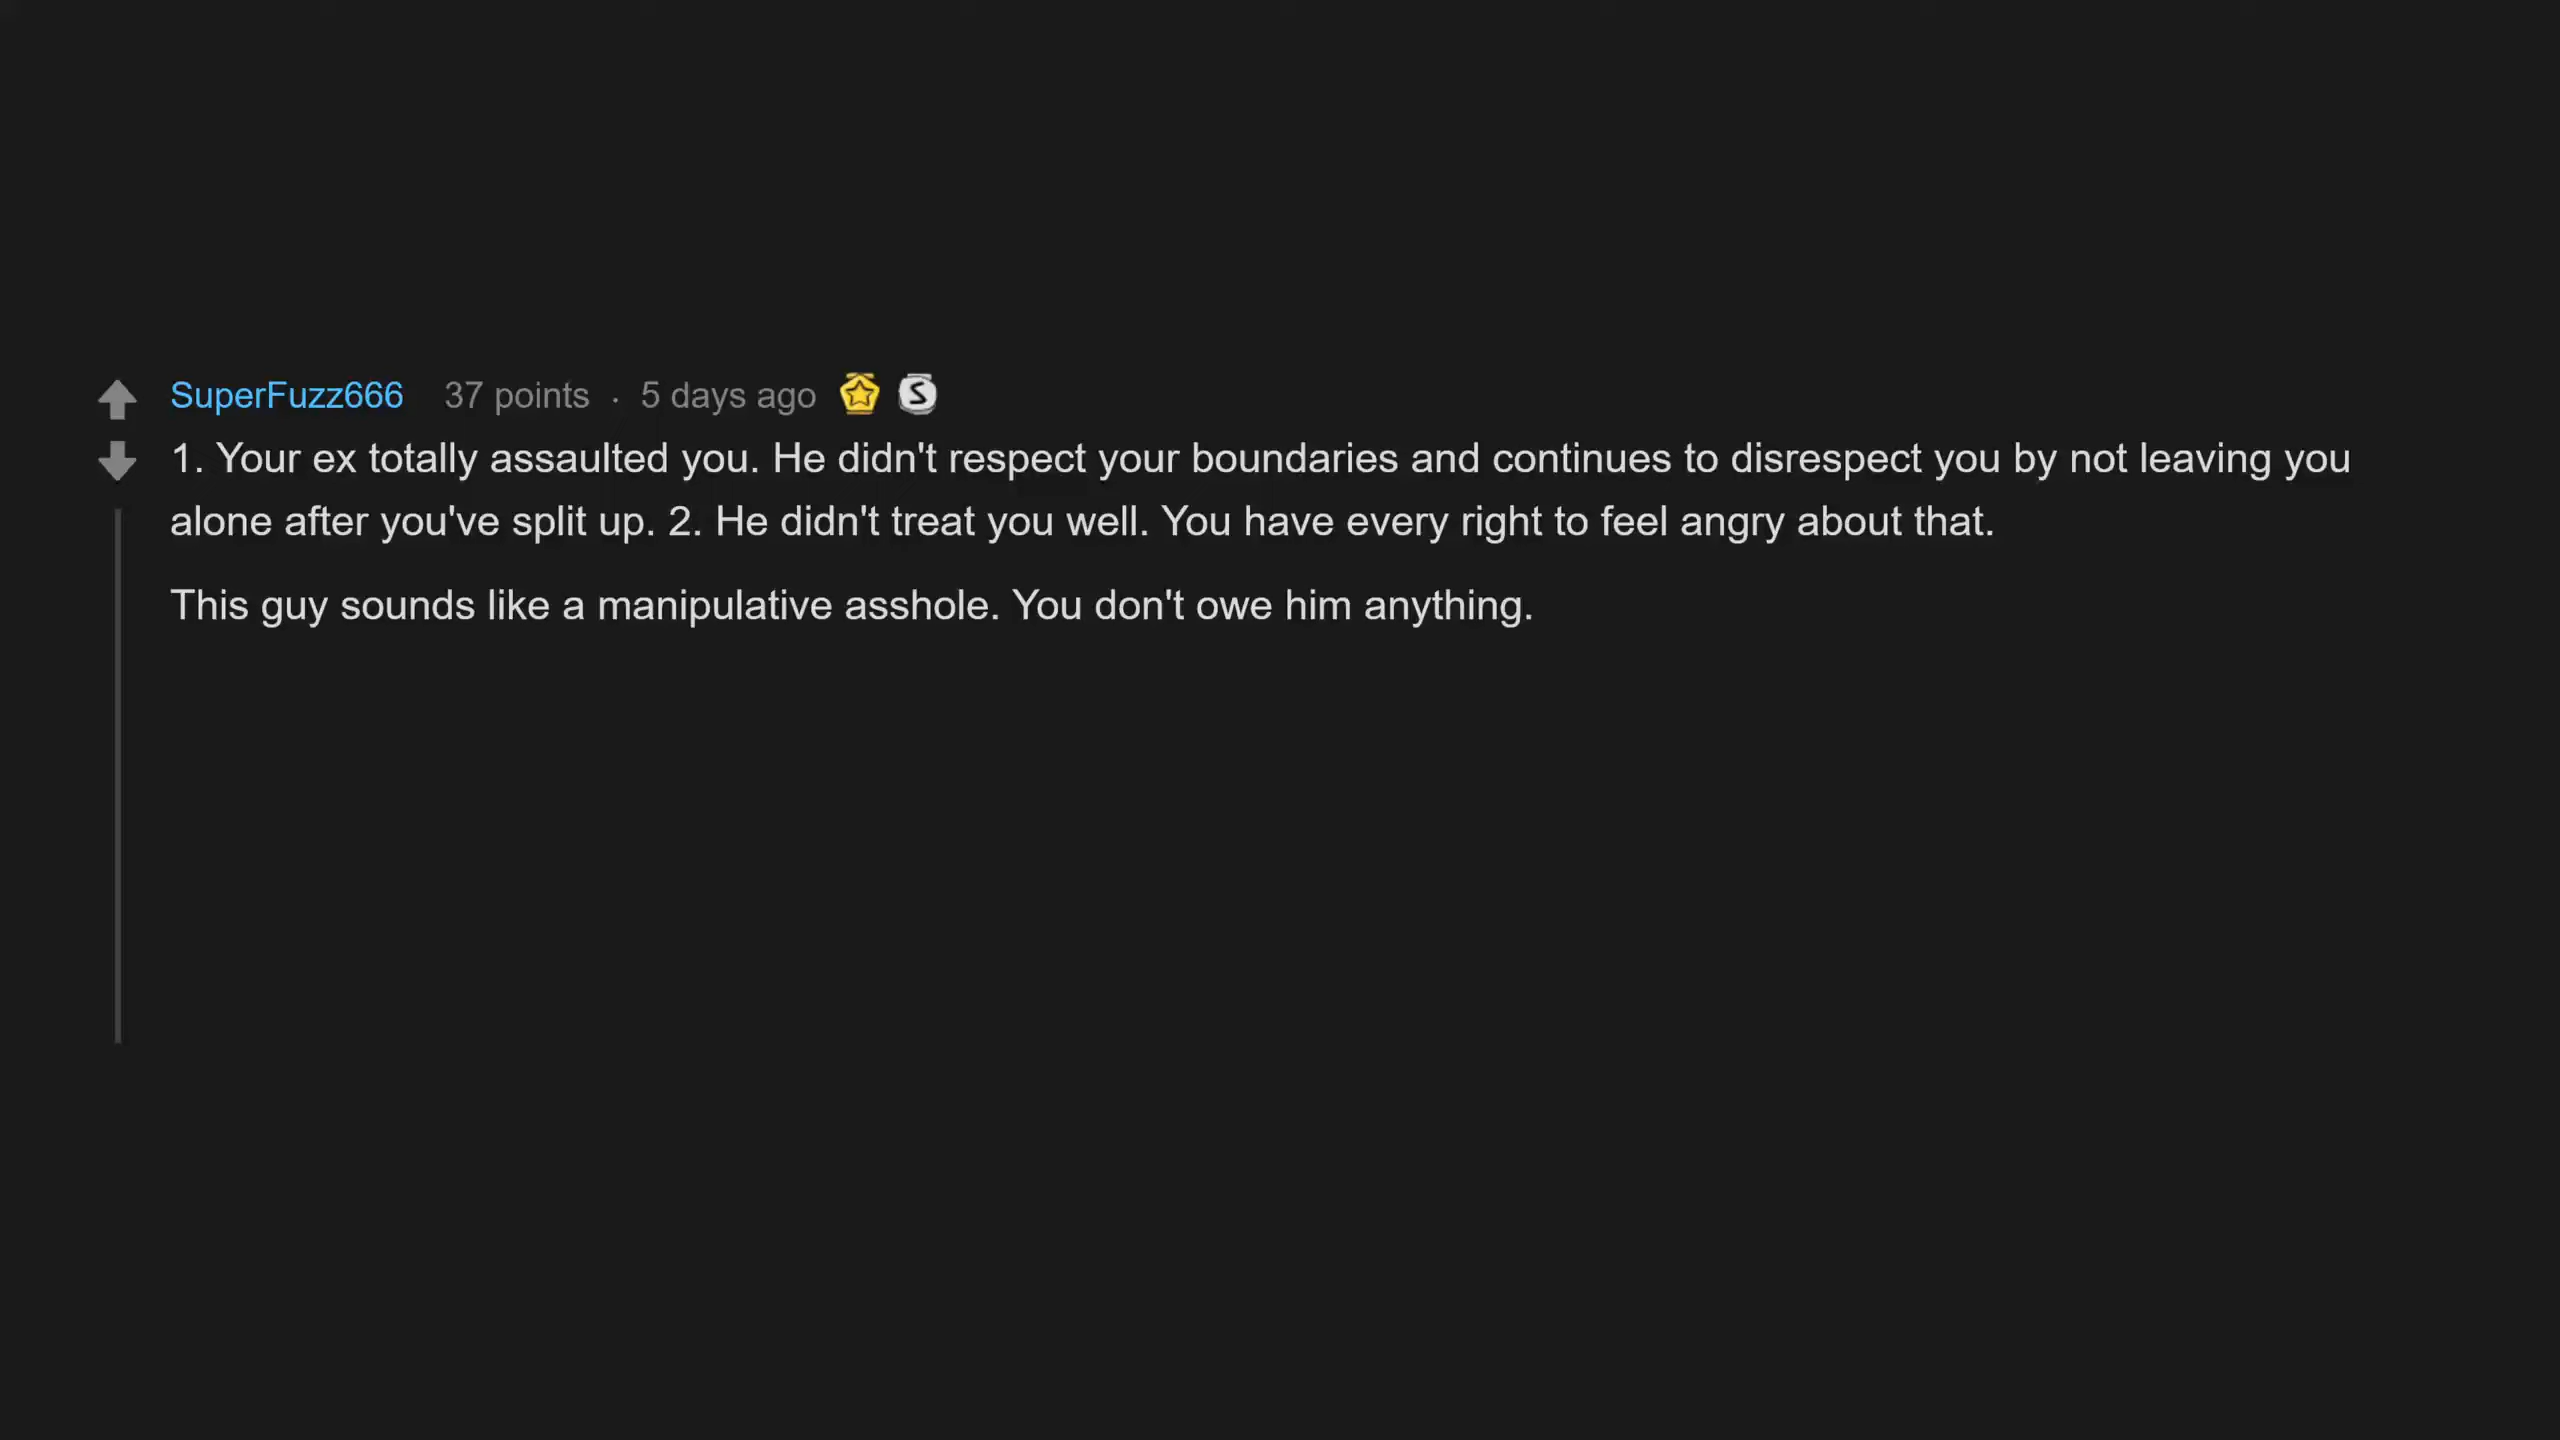 SuperFuzz666 37 points · 5 days ago S
1. Your ex totally assaulted you. He didn't respect your boundaries and continues to disrespect you by not leaving you
alone after you've split up. 2. He didn't treat you well. You have every right to feel angry about that.
This guy sounds like a manipulative asshole. You don't owe him anything.